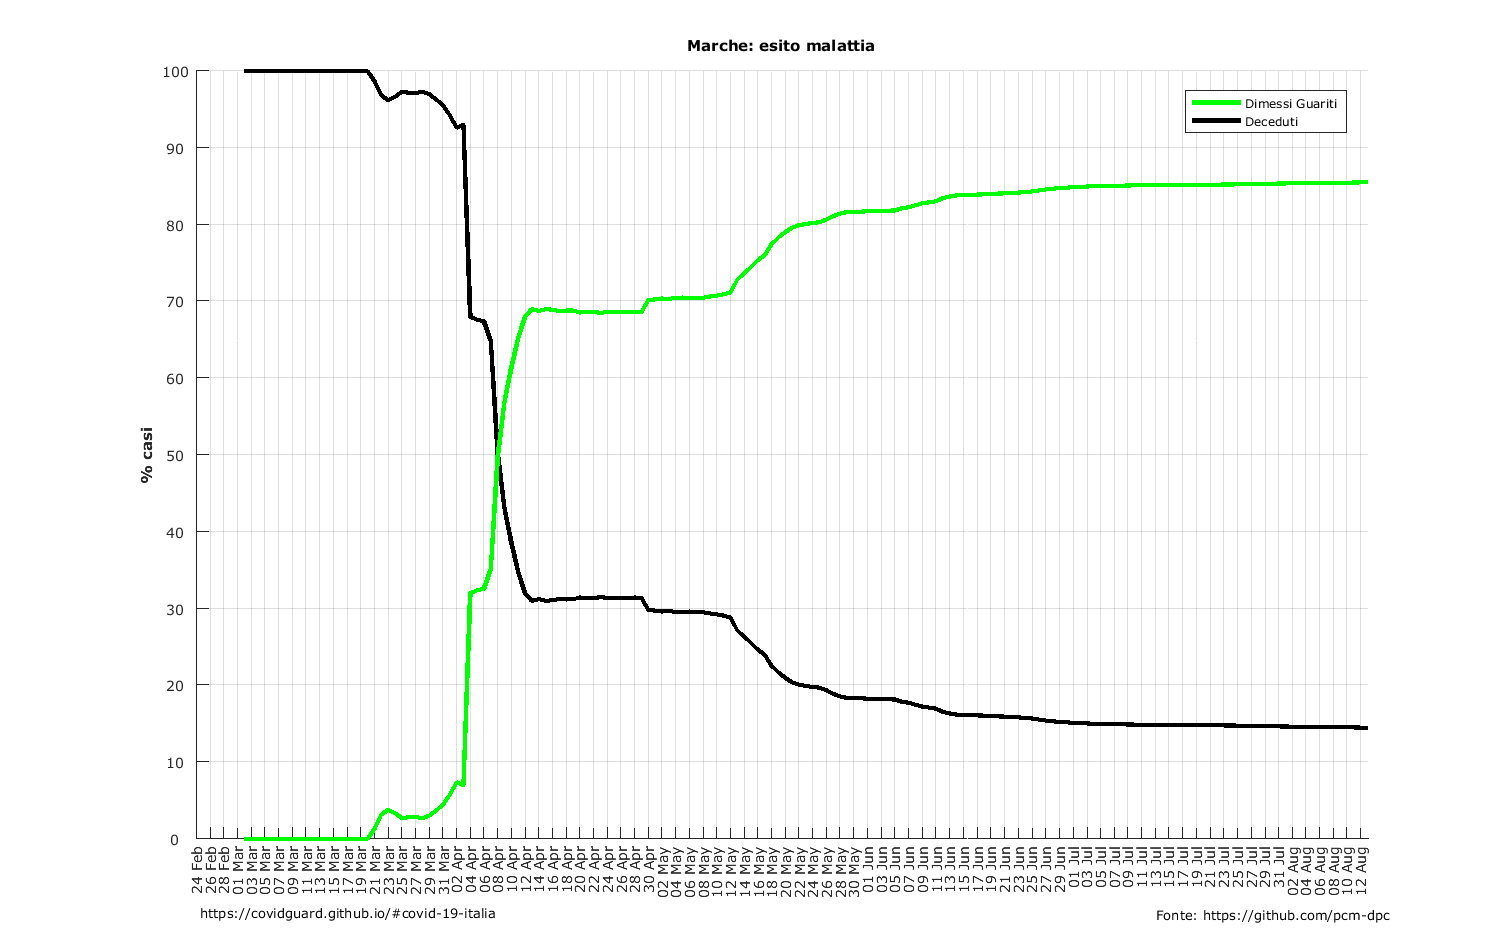 Marche: esito malattia
Dimessi Guariti
Deceduti
% casi
100
90
80
70
60
50
40
30
20
10
0
24 Feb
26 Feb
28 Feb
01 Mar
03 Mar
05 Mar
07 Mar
09 Mar
11 Mar
13 Mar
15 Mar
17 Mar
19 Mar
21 Mar
23 Mar
25 Mar
27 Mar
29 Mar
31 Mar
02 Apr
04 Apr
06 Apr
08 Apr
10 Apr
12 Apr
14 Apr
16 Apr
18 Apr
20 Apr
22 Apr
24 Apr
26 Apr
28 Apr
30 Apr
02 May
04 May
06 May
08 May
10 May
12 May
14 May
16 May
18 May
20 May
22 May
24 May
26 May
28 May
30 May
01 Jun
03 Jun
05 Jun
07 Jun
09 Jun
11 Jun
13 Jun
15 Jun
17 Jun
19 Jun
21 Jun
23 Jun
25 Jun
27 Jun
29 Jun
01 Jul
03 Jul
05 Jul
07 Jul
09 Jul
11 Jul
13 Jul
15 Jul
17 Jul
19 Jul
21 Jul
23 Jul
25 Jul
27 Jul
29 Jul
31 Jul
02 Aug
04 Aug
06 Aug
08 Aug
10 Aug
12 Aug
https://covidguard.github.io/#covid-19-italia
Fonte: https://github.com/pcm-dpc